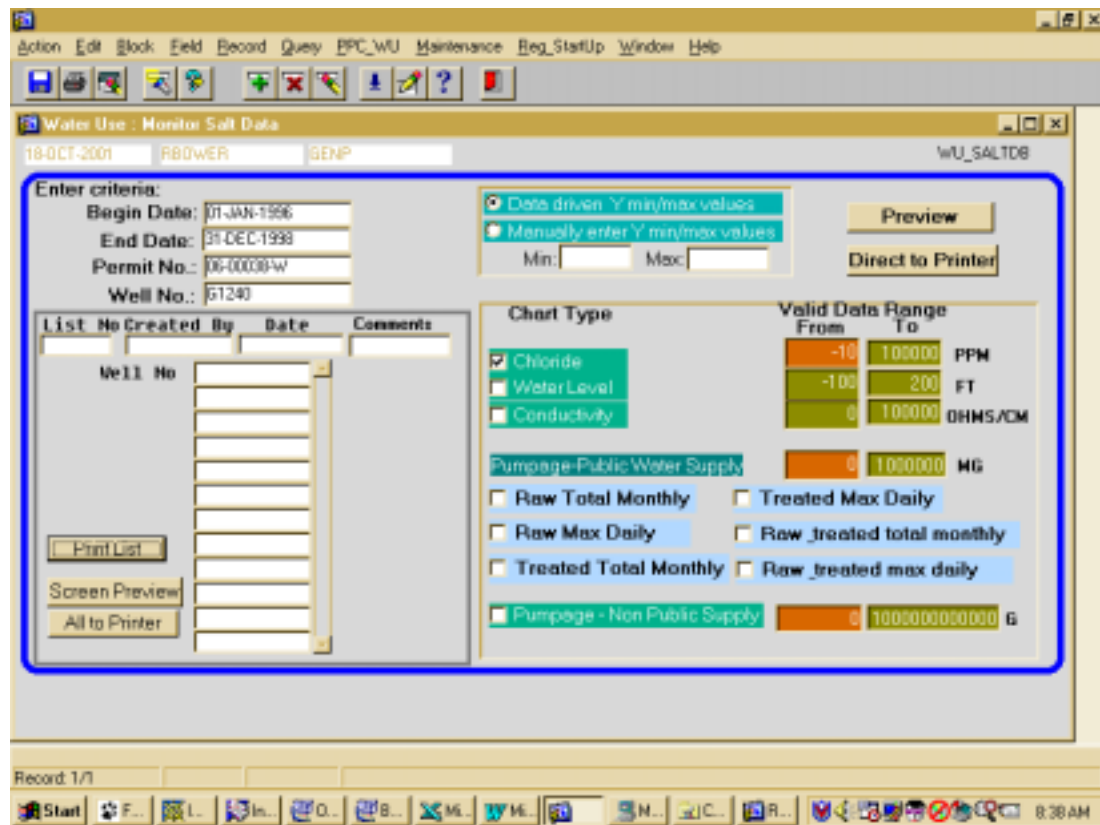 Action Edit Block Field Record Query PPC_WU Maintenance Reg_StartUp Window Help
Water Use : Monitor Salt Data
18-OCT-2001 RBOWER GENP WU_SALTDB
Enter criteria:
Begin Date: 01-JAN-1996
End Date: 31-DEC-1998
Permit No.: 06-00038-W
Well No.: G1240
Data driven Y min/max values
Manually enter Y min/max values
Min: Max:
Preview
Direct to Printer
List No Created By Date Comments
Well No
Print List
Screen Preview
All to Printer
Chart Type Valid Data Range
From To
Chloride -10 100000 PPM
Water Level -100 200 FT
Conductivity 0 100000 OHMS/CM
Pumpage-Public Water Supply 0 1000000 MG
Raw Total Monthly Treated Max Daily
Raw Max Daily Raw_treated total monthly
Treated Total Monthly Raw_treated max daily
Pumpage - Non Public Supply 0 1000000000000 G
Record: 1/1
Start F... L... In... O... B... Mi... Mi... N... C... R... 8:38 AM